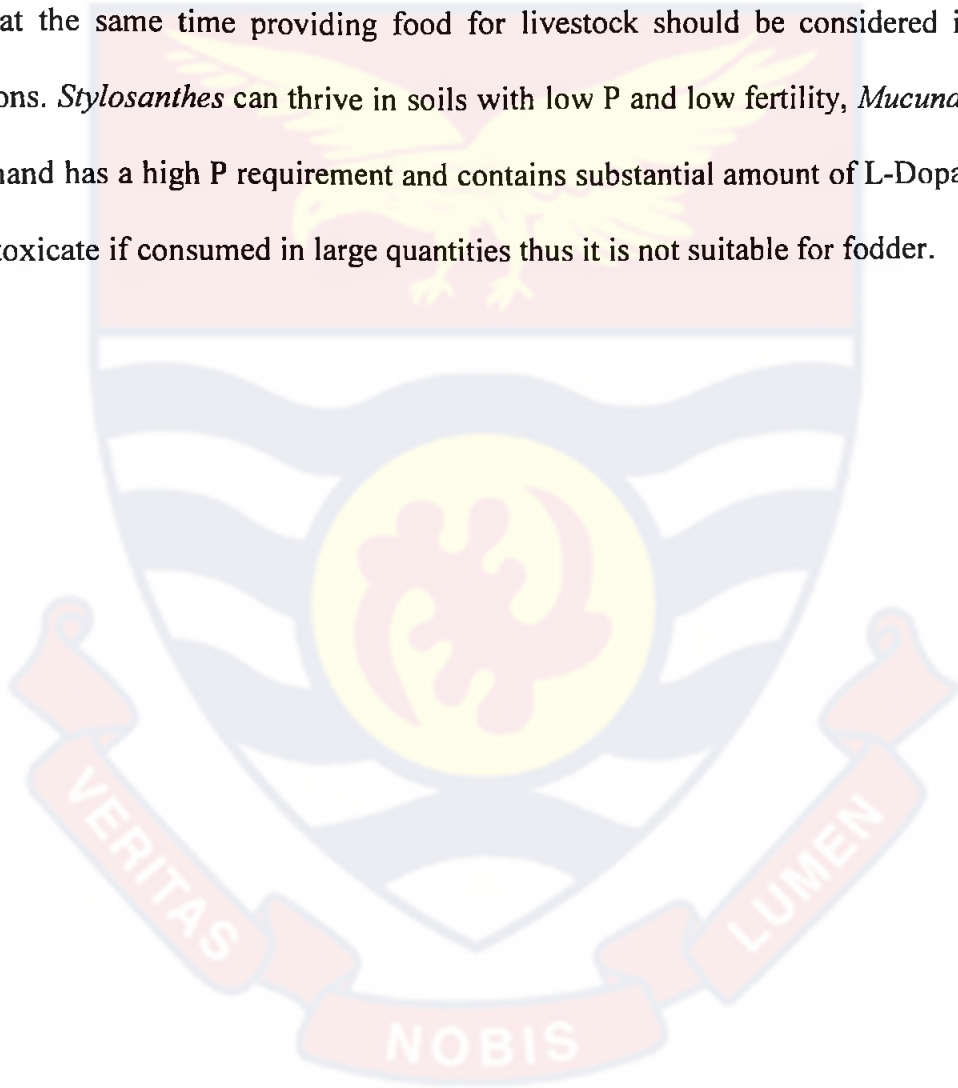 at the same time providing food for livestock should be considered i
ons. Stylosanthes can thrive in soils with low P and low fertility, Mucuna
hand has a high P requirement and contains substantial amount of L-Dopa
toxicate if consumed in large quantities thus it is not suitable for fodder.
VERITAS
NOBIS
LUMEN